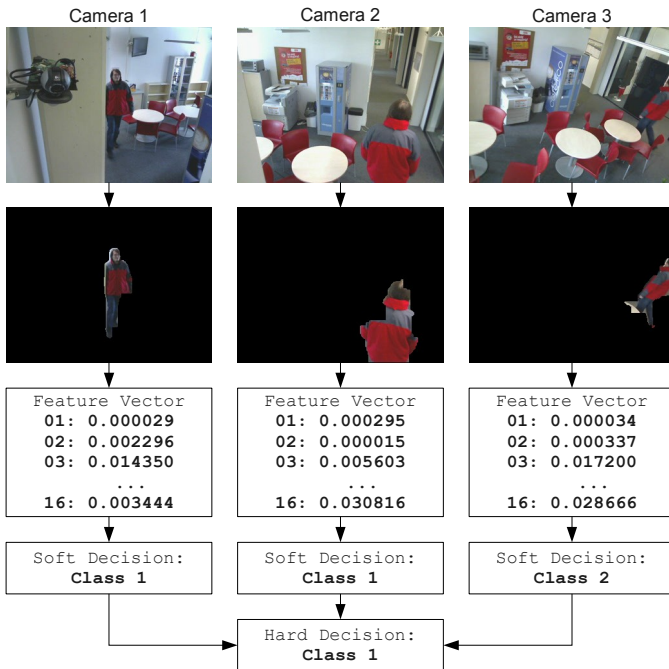 Camera 1
Camera 2
Camera 3
Feature Vector
01: 0.000029
02: 0.002296
03: 0.014350
...
16: 0.003444
Feature Vector
01: 0.000295
02: 0.000015
03: 0.005603
...
16: 0.030816
Feature Vector
01: 0.000034
02: 0.000337
03: 0.017200
...
16: 0.028666
Soft Decision:
Class 1
Soft Decision:
Class 1
Soft Decision:
Class 2
Hard Decision:
Class 1